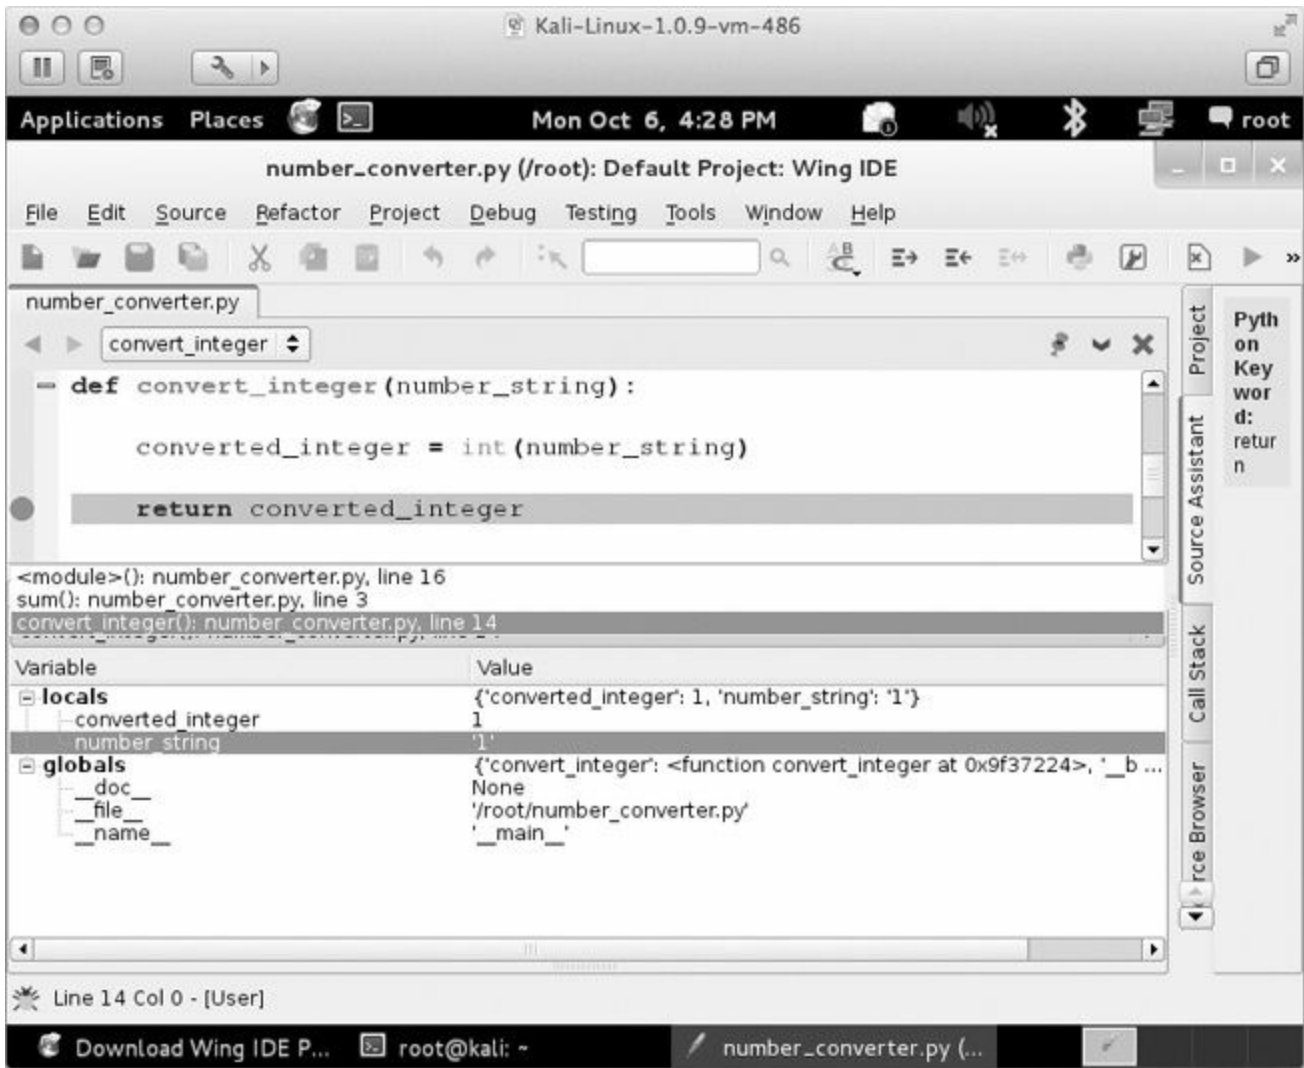 Kali-Linux-1.0.9-vm-486
Applications Places Mon Oct 6, 4:28 PM root
number_converter.py (/root): Default Project: Wing IDE
File Edit Source Refactor Project Debug Testing Tools Window Help
number_converter.py
convert_integer
def convert_integer(number_string):
converted_integer = int(number_string)
return converted_integer
<module>(): number_converter.py, line 16
sum(): number_converter.py, line 3
convert_integer(): number_converter.py, line 14
Variable Value
locals {'converted_integer': 1, 'number_string': '1'}
converted_integer 1
number_string '1'
globals {'convert_integer': <function convert_integer at 0x9f37224>, '__b ...
__doc__ None
__file__ '/root/number_converter.py'
__name__ '__main__'
Project
Source Assistant
Call Stack
rce Browser
Pyth
on
Key
wor
d:
retur
n
Line 14 Col 0 - [User]
Download Wing IDE P... root@kali: ~ number_converter.py (...